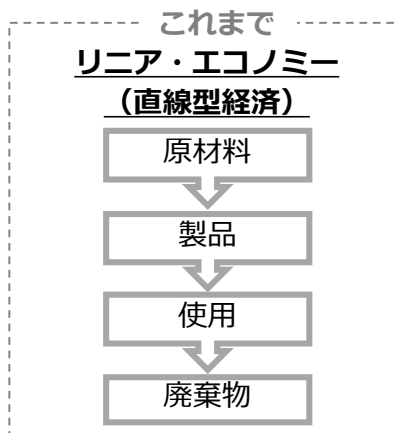 これまで
リニア・エコノミー
（直線型経済）
原材料
製品
使用
廃棄物